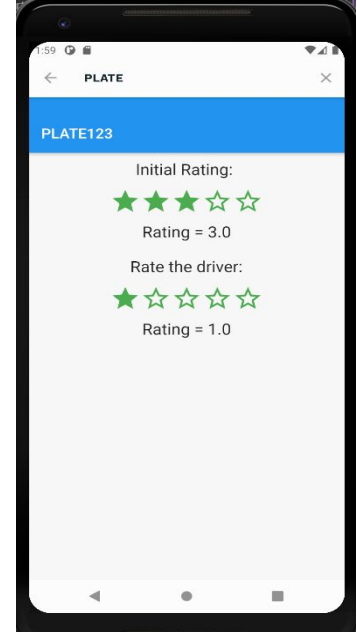 1:59
PLATE
PLATE123
Initial Rating:
Rating = 3.0
Rate the driver:
Rating = 1.0